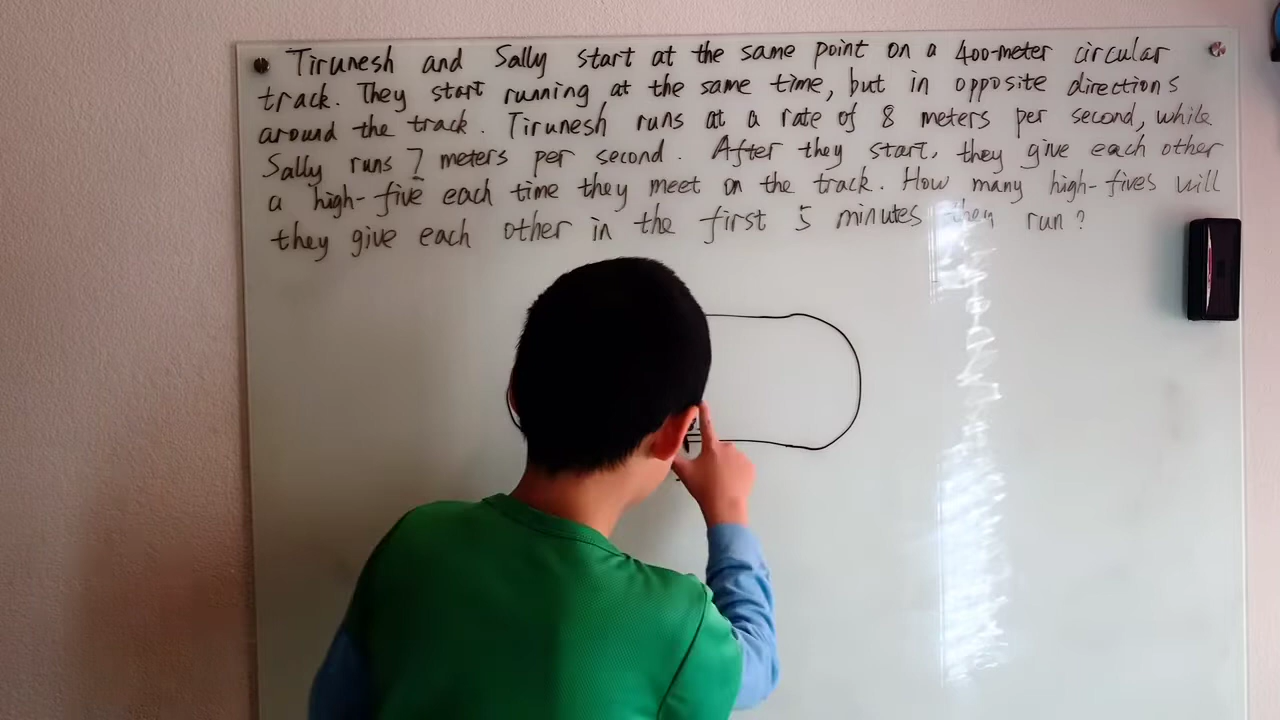 Tirunesh and Sally start at the same point on a 400-meter circular
track. They start running at the same time, but in opposite directions
around the track. Tirunesh runs at a rate of 8 meters per second, while
Sally runs 7 meters per second. After they start, they give each other
a high-five each time they meet on the track. How many high-fives will
they give each other in the first 5 minutes they run?